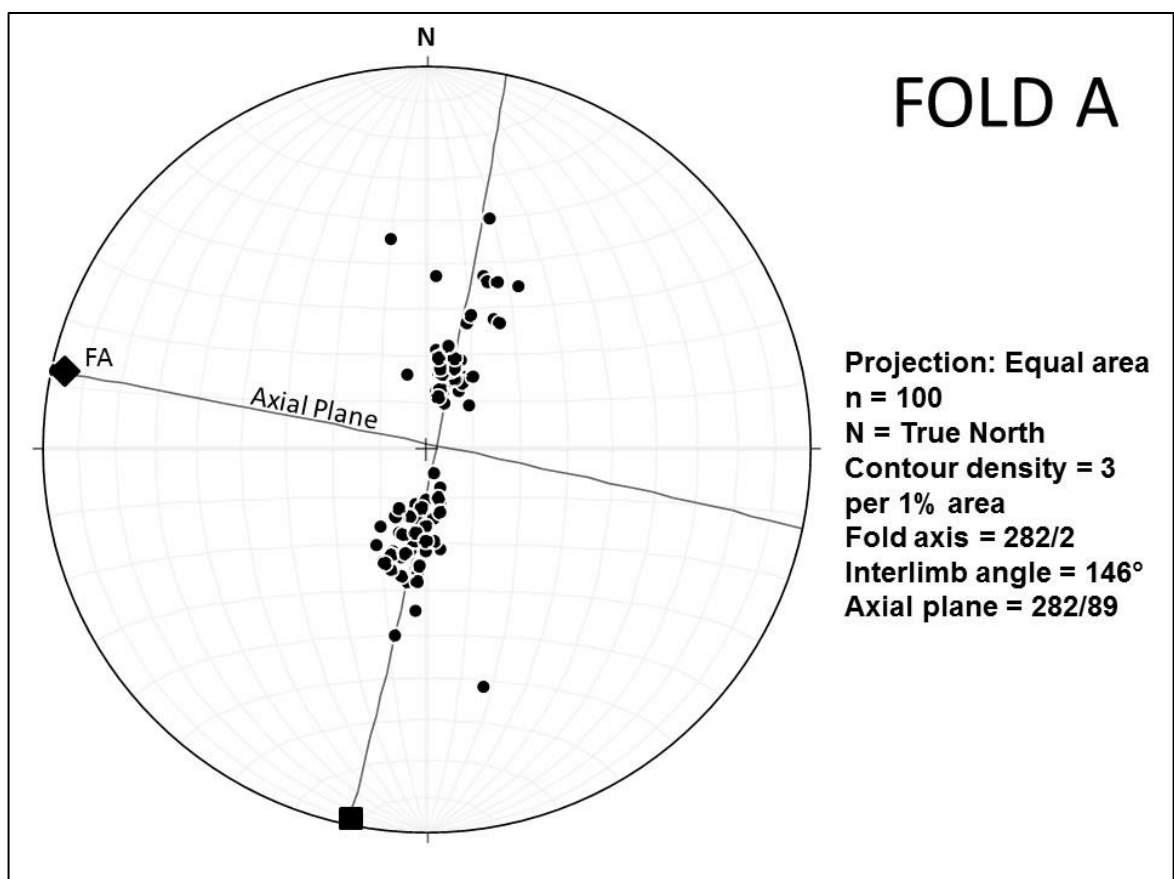 N
FOLD A
FA
Axial Plane
Projection: Equal area
n = 100
N = True North
Contour density = 3
per 1% area
Fold axis = 282/2
Interlimb angle = 146°
Axial plane = 282/89